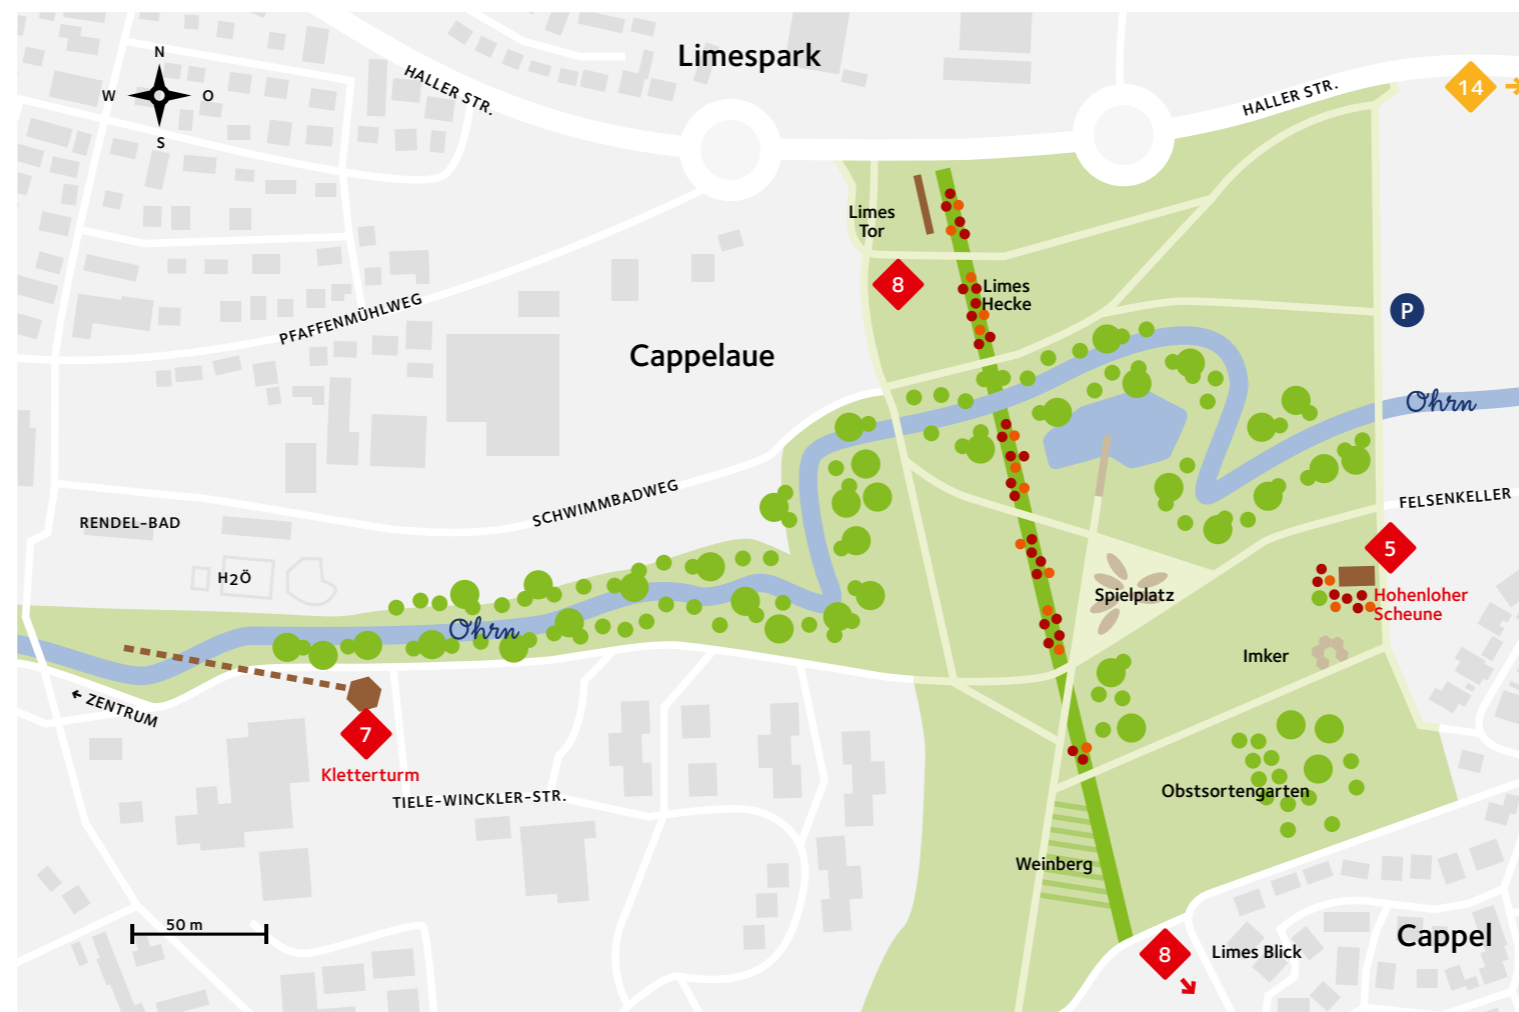 Limespark
N
W
O
S
HALLER STR.
HALLER STR.
14
Limes
Tor
8
Limes
Hecke
PFAFFENMÜHLWEG
P
Cappelaue
Ohrn
SCHWIMMBADWEG
FELSENKELLER
RENDEL-BAD
5
H2Ö
Spielplatz
Hohenloher
Scheune
Ohrn
Imker
← ZENTRUM
7
Kletterturm
TIELE-WINCKLER-STR.
Obstsortengarten
Weinberg
50 m
8
Limes Blick
Cappel